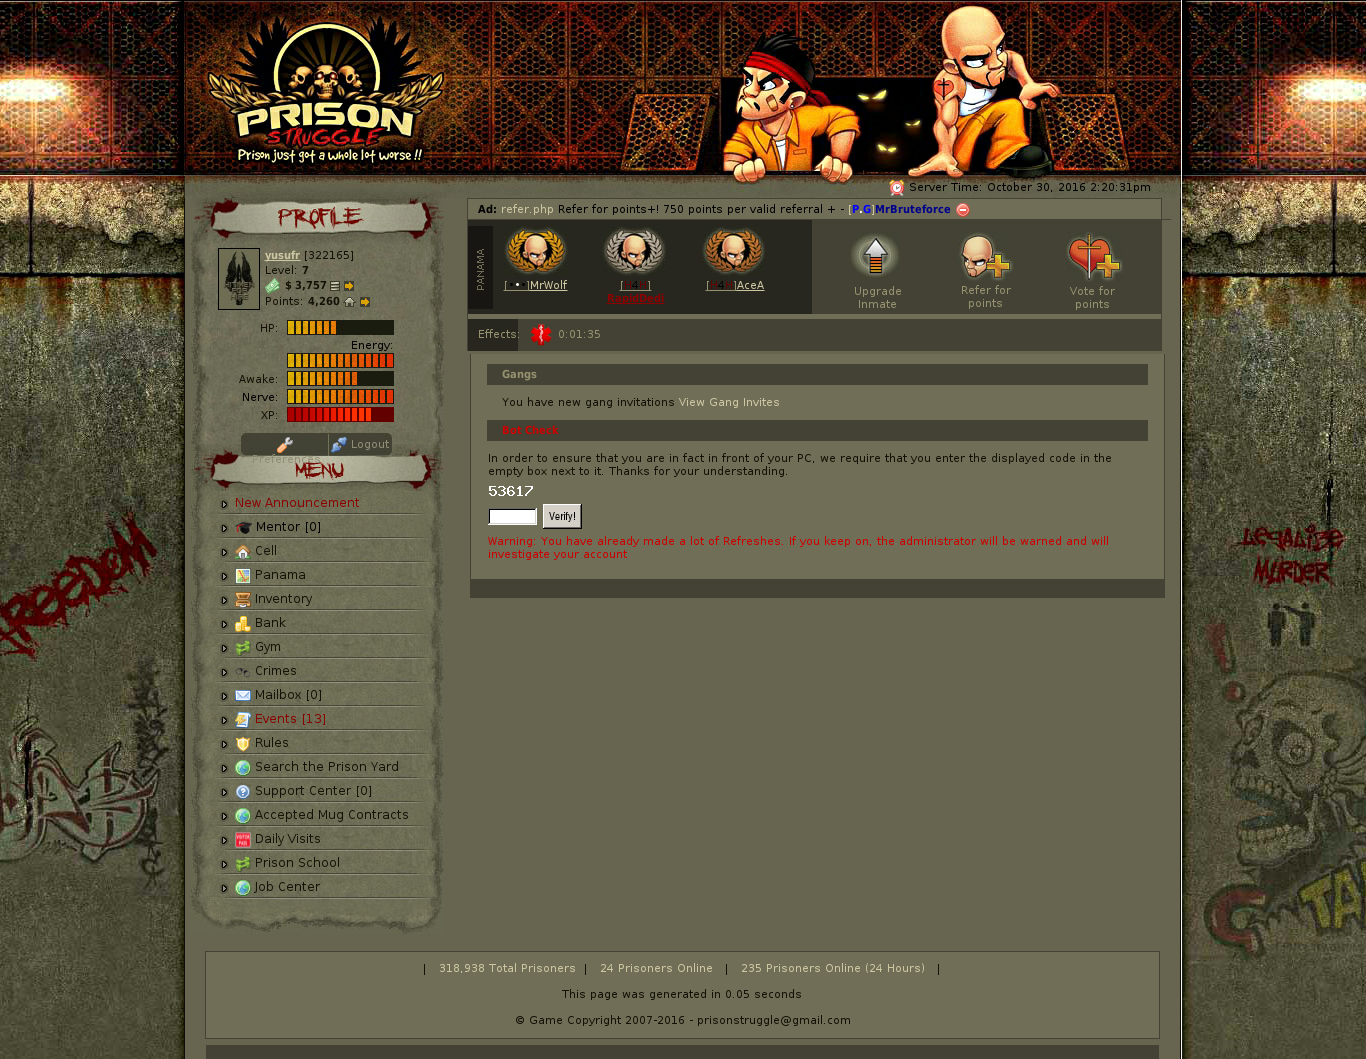 PRISON
STRUGGLE
Prison just got a whole lot worse !!
Server Time: October 30, 2016 2:20:31pm
PROFILE
yusufr [322165]
Level: 7
$ 3,757
Points: 4,260
HP:
Energy:
Awake:
Nerve:
XP:
Preferences
Logout
MENU
New Announcement
Mentor [0]
Cell
Panama
Inventory
Bank
Gym
Crimes
Mailbox [0]
Events [13]
Rules
Search the Prison Yard
Support Center [0]
Accepted Mug Contracts
Daily Visits
Prison School
Job Center
Ad: refer.php Refer for points+! 750 points per valid referral + - [P.G]MrBruteforce
PANAMA
MrWolf
AceA
Upgrade
Inmate
Refer for
points
Vote for
points
Effects:
0:01:35
Gangs
You have new gang invitations View Gang Invites
Bot Check
In order to ensure that you are in fact in front of your PC, we require that you enter the displayed code in the
empty box next to it. Thanks for your understanding.
53617
Verify!
Warning: You have already made a lot of Refreshes. If you keep on, the administrator will be warned and will
investigate your account
FREEDOM
LEGALIZE
MURDER
| 318,938 Total Prisoners | 24 Prisoners Online | 235 Prisoners Online (24 Hours) |
This page was generated in 0.05 seconds
© Game Copyright 2007-2016 - prisonstruggle@gmail.com